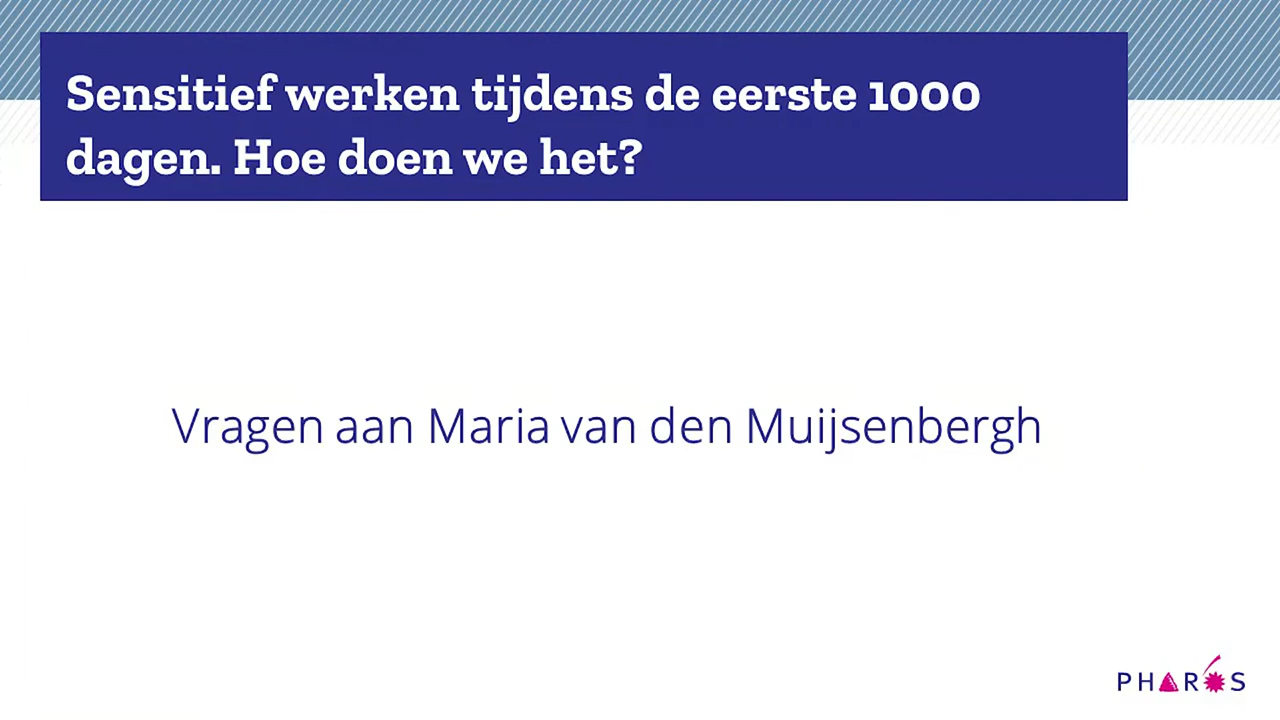 Sensitief werken tijdens de eerste 1000
dagen. Hoe doen we het?
Vragen aan Maria van den Muijsenbergh
PHAROS